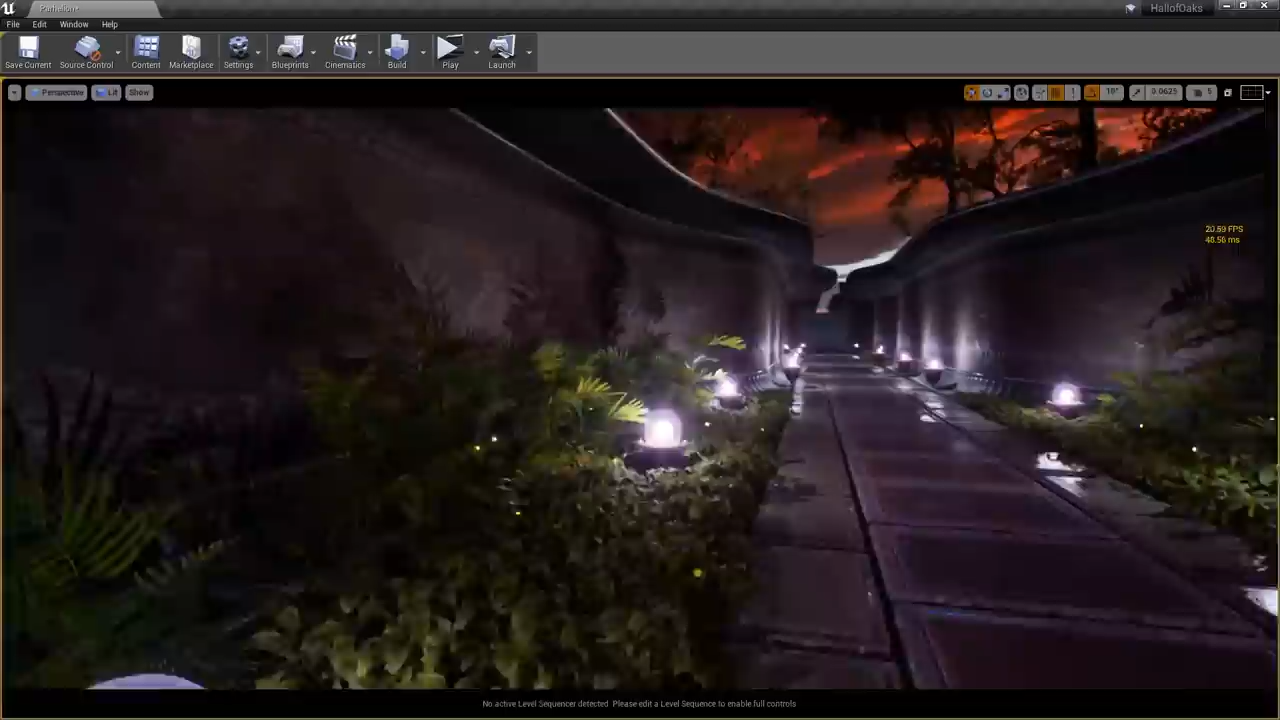 Parhelion
HallofOaks
File Edit Window Help
Save Current Source Control Content Marketplace Settings Blueprints Cinematics Build Play Launch
Perspective Lit Show 10° 0.0625 5
20.59 FPS
48.56 ms
No active Level Sequencer detected. Please edit a Level Sequence to enable full controls